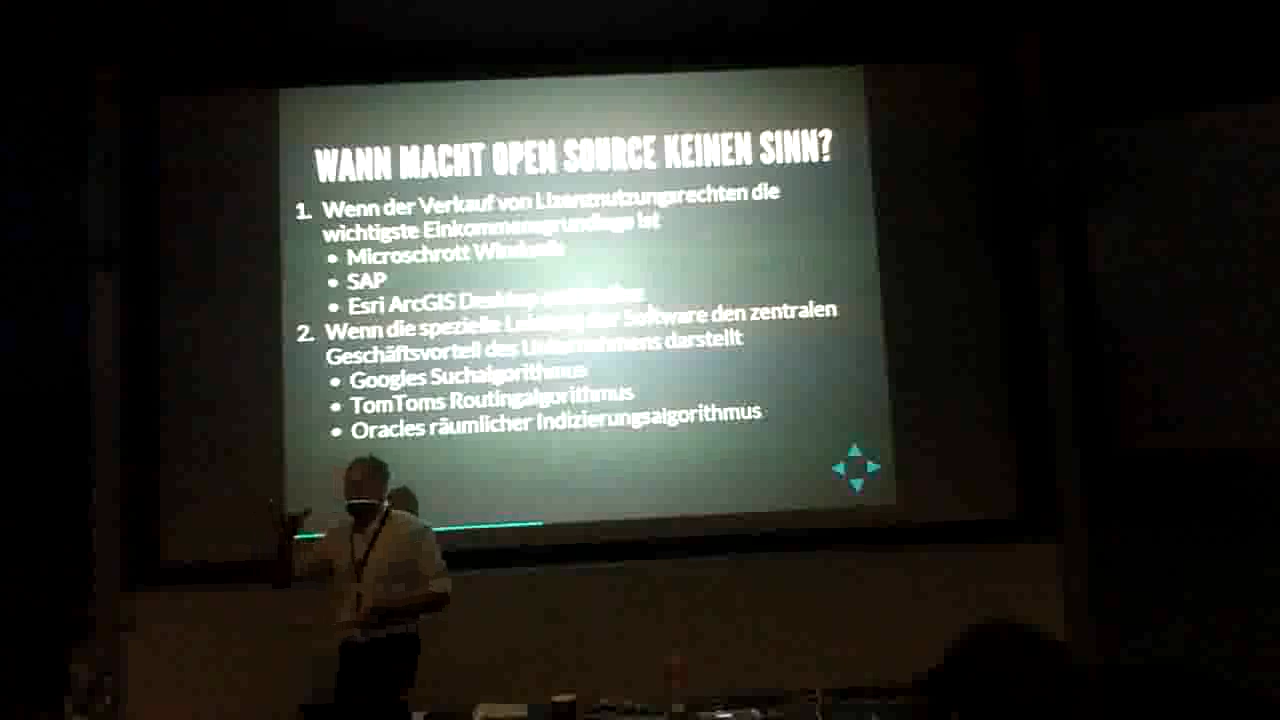 WANN MACHT OPEN SOURCE KEINEN SINN?
1. Wenn der Verkauf von Lizenznutzungsrechten die
wichtigste Einkommensgrundlage ist
• Microschrott Windows
• SAP
• Esri ArcGIS Desktop
2. Wenn die spezielle Leistung der Software den zentralen
Geschäftsvorteil des Unternehmens darstellt
• Googles Suchalgorithmus
• TomToms Routingalgorithmus
• Oracles räumlicher Indizierungsalgorithmus